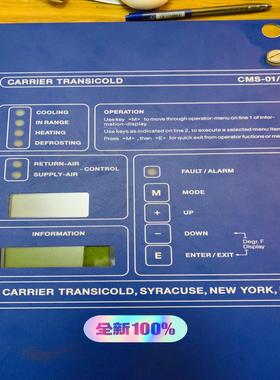 CARRIER TRANSICOLD CMS-01/
COOLING
IN RANGE
HEATING
DEFROSTING
OPERATION
Use key «M» to move through operator-menu on line 1 of infor-
mation-display.
Use keys as indicated on line 2, to execute a selected menu item
Press «M» , then «E» for quick exit from operator fuctions or me
RETURN-AIR
SUPPLY-AIR
- CONTROL
FAULT / ALARM
M MODE
+ UP
- DOWN
Degr. F
Display
E ENTER / EXIT
INFORMATION
CARRIER TRANSICOLD, SYRACUSE, NEW YORK,
全新100%